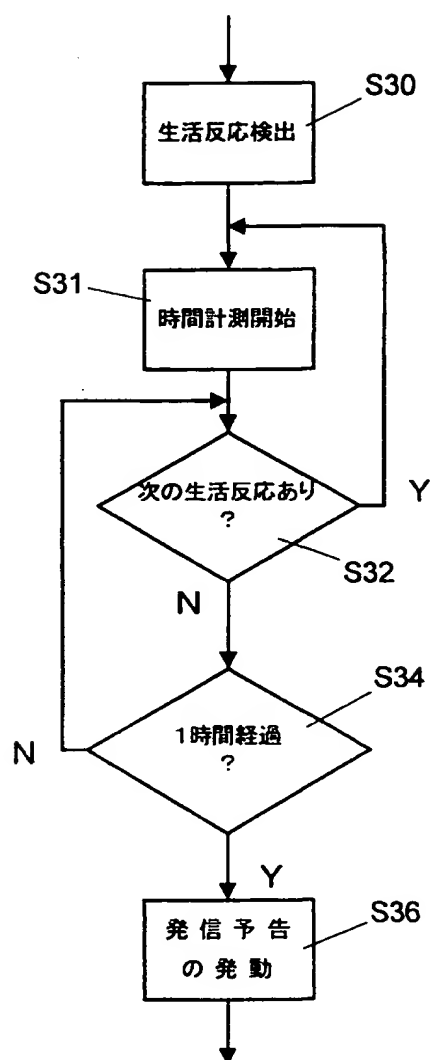 S30
生活反応検出
S31
時間計測開始
次の生活反応あり
?
Y
S32
N
S34
1時間経過
?
N
Y
S36
発信予告
の発動